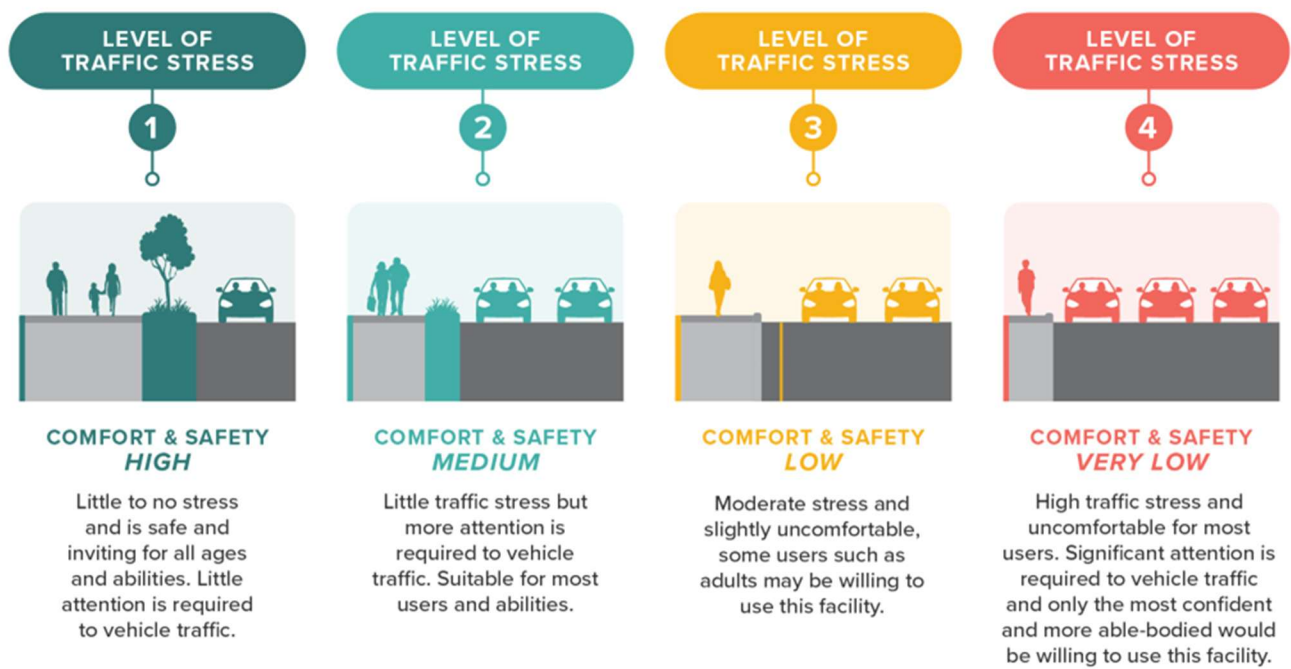 LEVEL OF
TRAFFIC STRESS
1
COMFORT & SAFETY
HIGH
Little to no stress
and is safe and
inviting for all ages
and abilities. Little
attention is required
to vehicle traffic.
LEVEL OF
TRAFFIC STRESS
2
COMFORT & SAFETY
MEDIUM
Little traffic stress but
more attention is
required to vehicle
traffic. Suitable for most
users and abilities.
LEVEL OF
TRAFFIC STRESS
3
COMFORT & SAFETY
LOW
Moderate stress and
slightly uncomfortable,
some users such as
adults may be willing to
use this facility.
LEVEL OF
TRAFFIC STRESS
4
COMFORT & SAFETY
VERY LOW
High traffic stress and
uncomfortable for most
users. Significant attention is
required to vehicle traffic
and only the most confident
and more able-bodied would
be willing to use this facility.